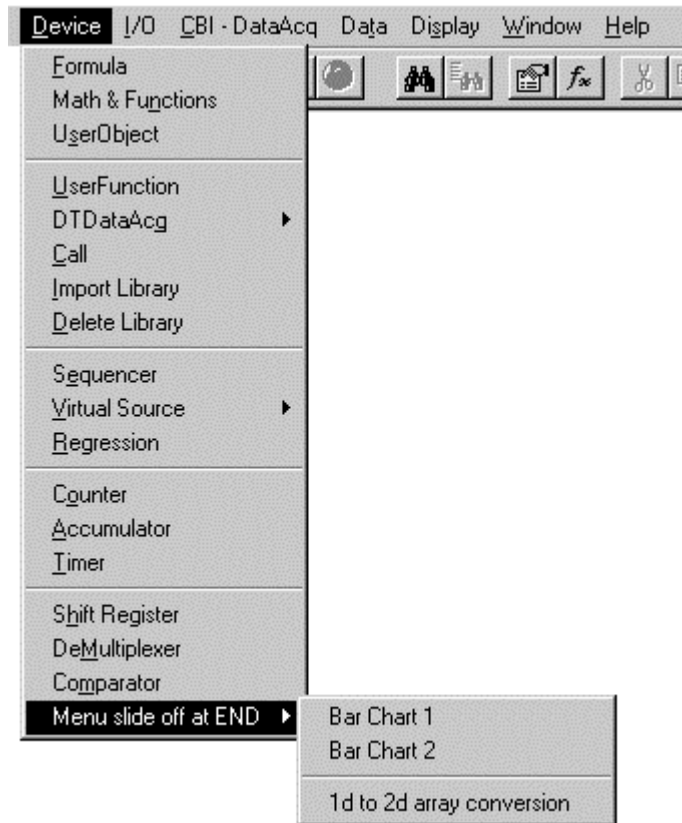 Device I/O CBI - DataAcq Data Display Window Help
fx
Formula
Math & Functions
UserObject
UserFunction
DTDataAcg
Call
Import Library
Delete Library
Sequencer
Virtual Source
Regression
Counter
Accumulator
Timer
Shift Register
DeMultiplexer
Comparator
Menu slide off at END
Bar Chart 1
Bar Chart 2
1d to 2d array conversion